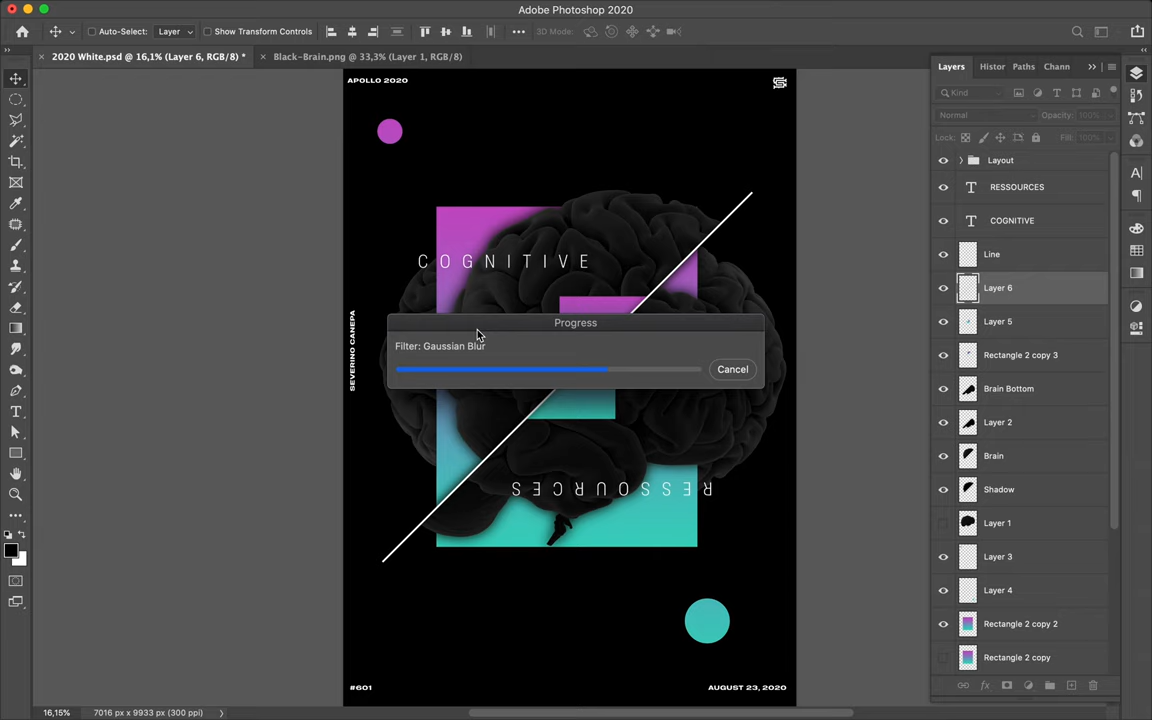 Adobe Photoshop 2020
Auto-Select: Layer Show Transform Controls 3D Mode:
2020 White.psd @ 16,1% (Layer 6, RGB/8) *
Black-Brain.png @ 33,3% (Layer 1, RGB/8)
APOLLO 2020
COGNITIVE
SEVERINO CANEPA
Progress
Filter: Gaussian Blur
Cancel
RESSOURCES
#601
AUGUST 23, 2020
Layers Histor Paths Chann
Kind
Normal Opacity: 100%
Lock: Fill: 100%
Layout
T RESSOURCES
T COGNITIVE
Line
Layer 6
Layer 5
Rectangle 2 copy 3
Brain Bottom
Layer 2
Brain
Shadow
Layer 1
Layer 3
Layer 4
Rectangle 2 copy 2
Rectangle 2 copy
fx
16,15% 7016 px x 9933 px (300 ppi)